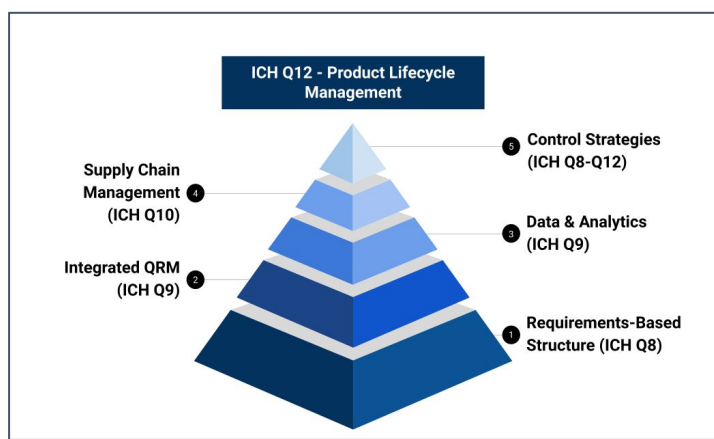 ICH Q12 - Product Lifecycle
Management
5
Control Strategies
(ICH Q8-Q12)
Supply Chain
Management
(ICH Q10)
4
3
Data & Analytics
(ICH Q9)
Integrated QRM
(ICH Q9)
2
1
Requirements-Based
Structure (ICH Q8)